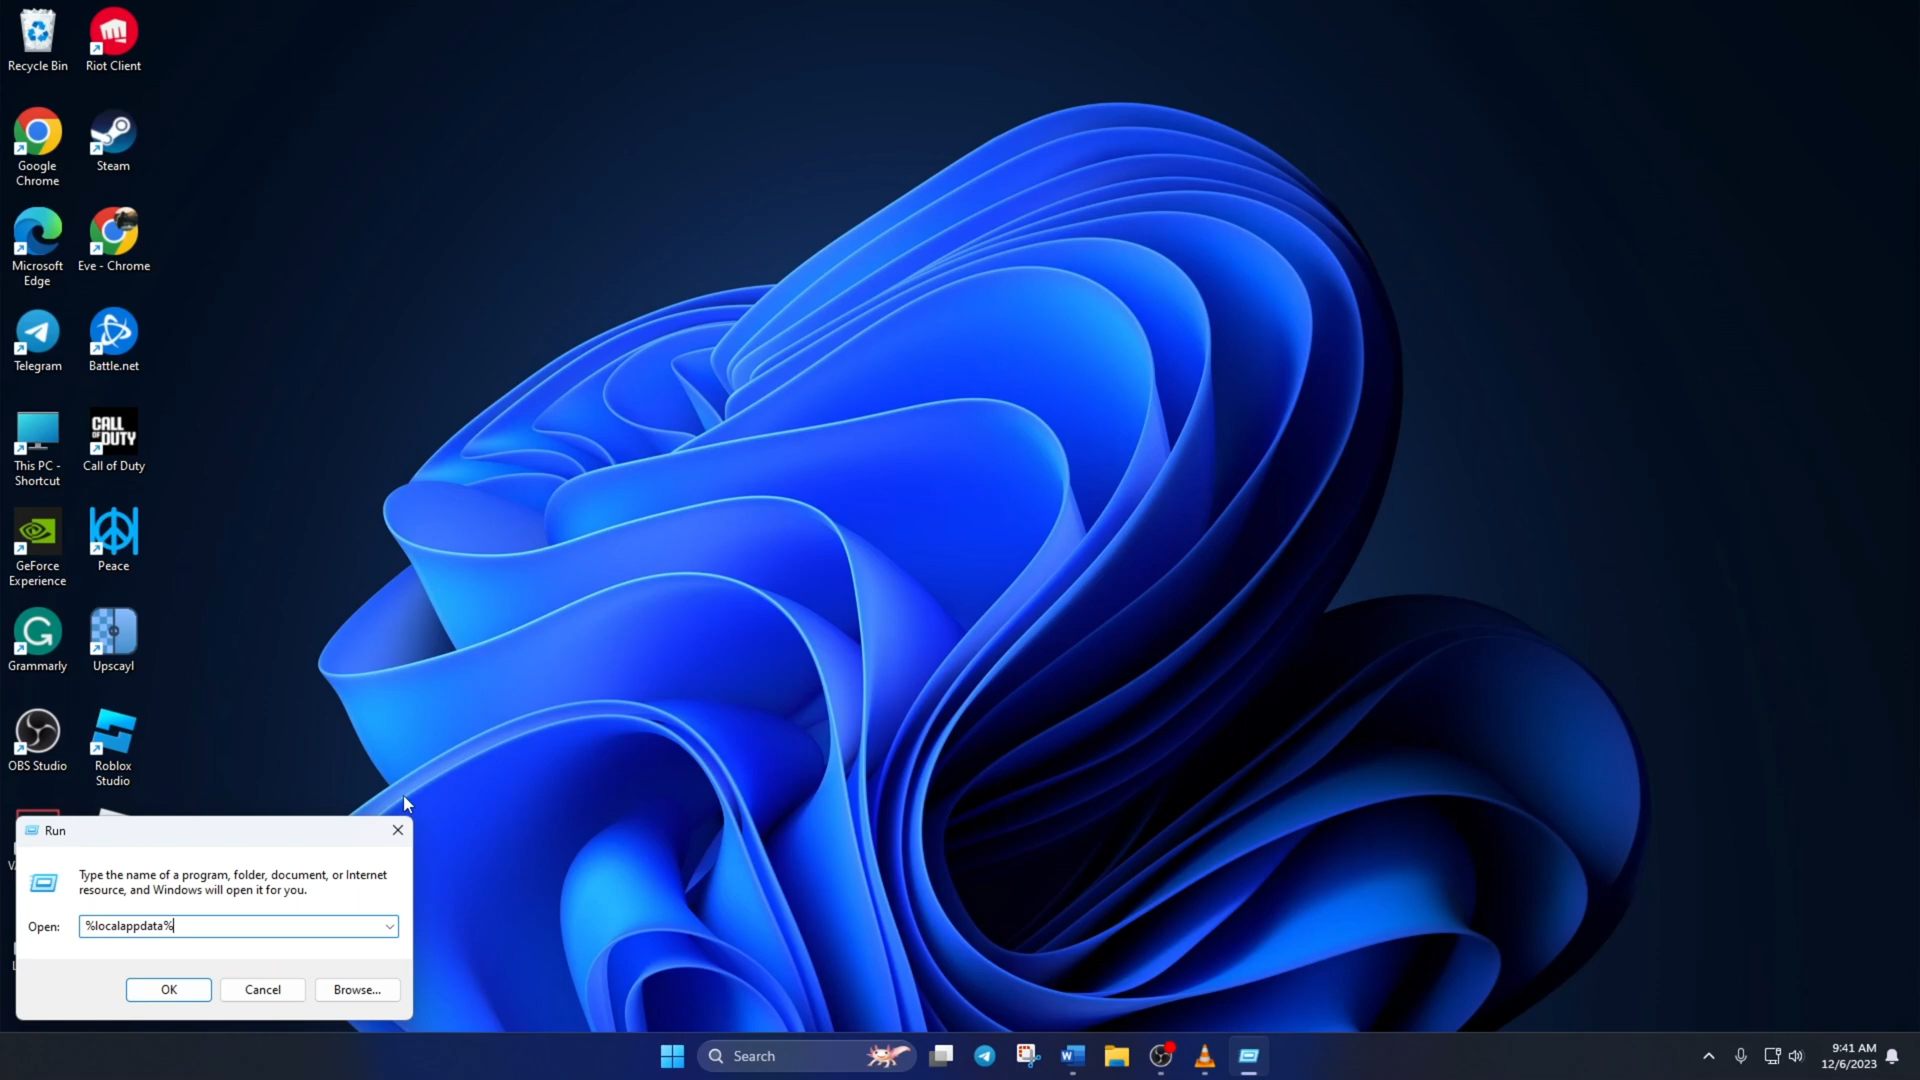 Recycle Bin
Riot Client
Google
Chrome
Steam
Microsoft
Edge
Eve - Chrome
Telegram
Battle.net
CALL
OF DUTY
This PC -
Shortcut
Call of Duty
GeForce
Experience
Peace
Grammarly
Upscayl
OBS Studio
Roblox
Studio
Run
Type the name of a program, folder, document, or Internet
resource, and Windows will open it for you.
Open:
%localappdata%
OK
Cancel
Browse...
Search
9:41 AM
12/6/2023